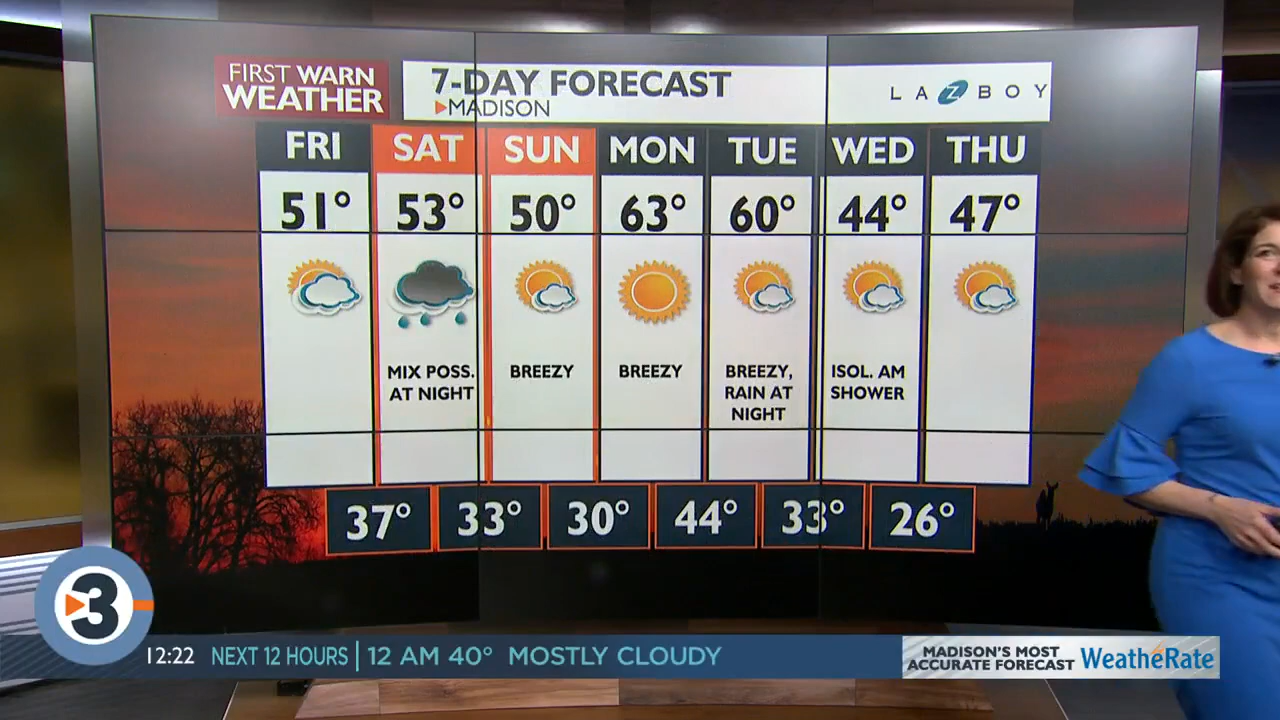 FIRST WARN
WEATHER
7-DAY FORECAST
MADISON
LA Z BOY
FRI SAT SUN MON TUE WED THU
51° 53° 50° 63° 60° 44° 47°
MIX POSS.
AT NIGHT
BREEZY
BREEZY
BREEZY,
RAIN AT
NIGHT
ISOL. AM
SHOWER
37° 33° 30° 44° 33° 26°
3
12:22 NEXT 12 HOURS | 12 AM 40° MOSTLY CLOUDY
MADISON'S MOST
ACCURATE FORECAST
WeatheRate